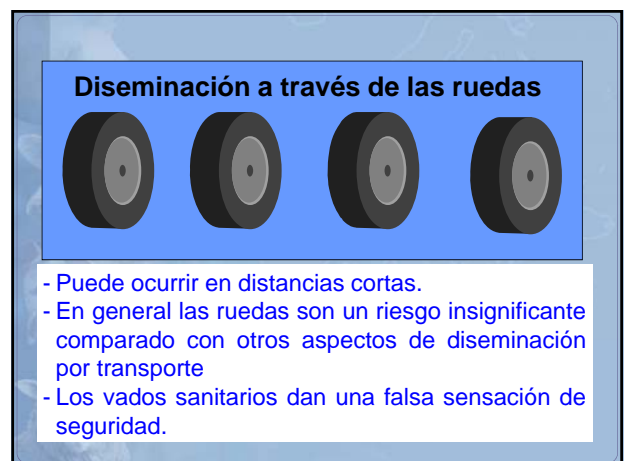 Diseminación a través de las ruedas
- Puede ocurrir en distancias cortas.
- En general las ruedas son un riesgo insignificante
comparado con otros aspectos de diseminación
por transporte
- Los vados sanitarios dan una falsa sensación de
seguridad.